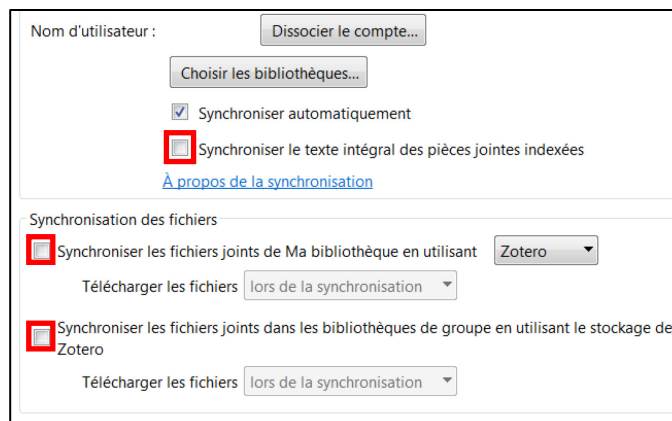 Nom d'utilisateur : Dissocier le compte...
Choisir les bibliothèques...
Synchroniser automatiquement
Synchroniser le texte intégral des pièces jointes indexées
À propos de la synchronisation
Synchronisation des fichiers
Synchroniser les fichiers joints de Ma bibliothèque en utilisant Zotero
Télécharger les fichiers lors de la synchronisation
Synchroniser les fichiers joints dans les bibliothèques de groupe en utilisant le stockage de
Zotero
Télécharger les fichiers lors de la synchronisation